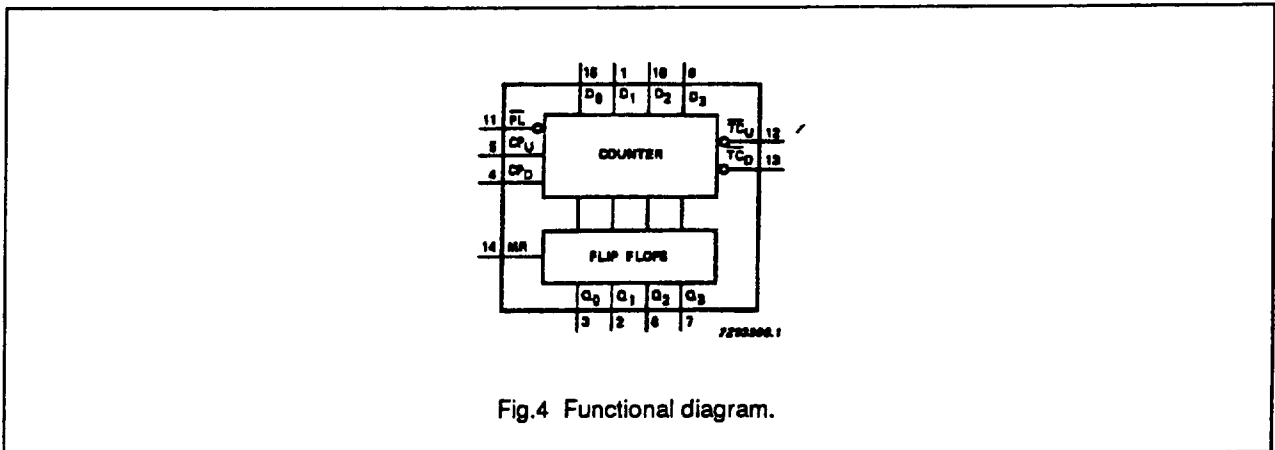 15 1 10 9
D0 D1 D2 D3
11 PL
5 CPU
4 CPD
COUNTER
TCU 12
TCD 13
14 MR
FLIP FLOPS
Q0 Q1 Q2 Q3
3 2 6 7
Fig.4 Functional diagram.